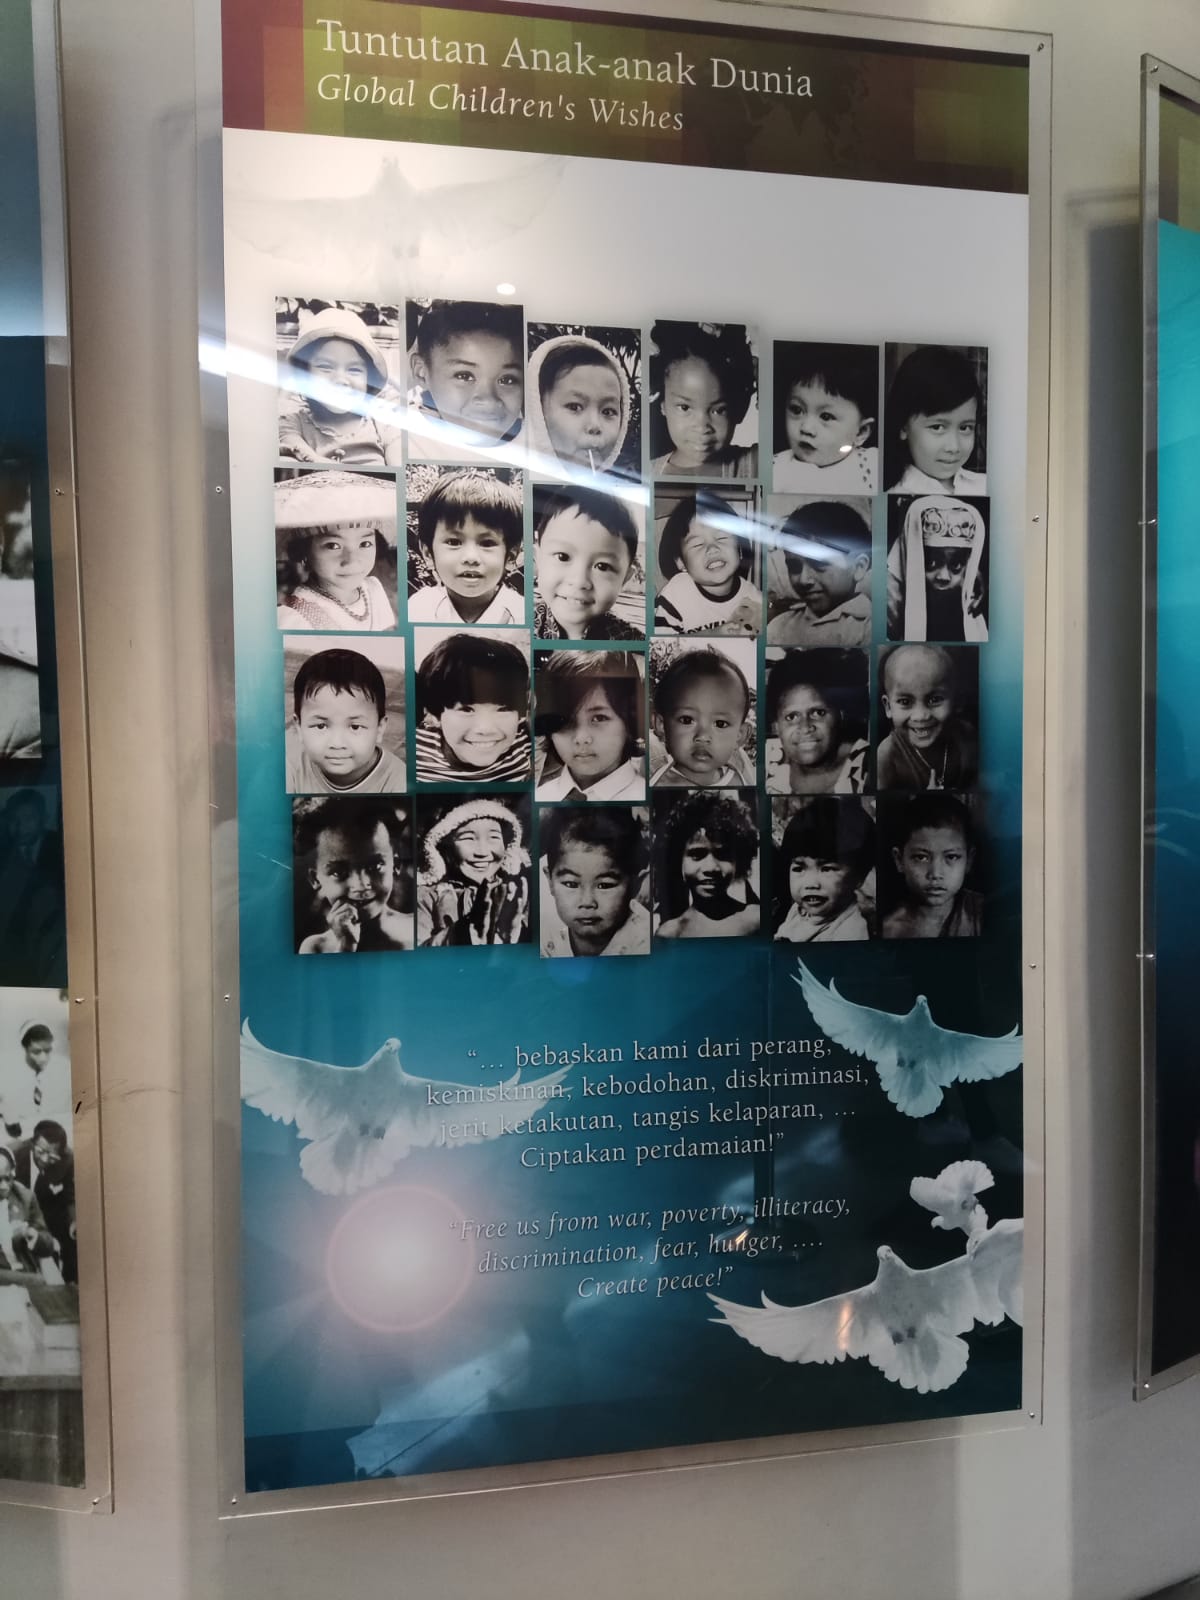 Tuntutan Anak-anak Dunia
Global Children's Wishes
“... bebaskan kami dari perang,
kemiskinan, kebodohan, diskriminasi,
jerit ketakutan, tangis kelaparan, ...
Ciptakan perdamaian!”
“Free us from war, poverty, illiteracy,
discrimination, fear, hunger, ....
Create peace!”